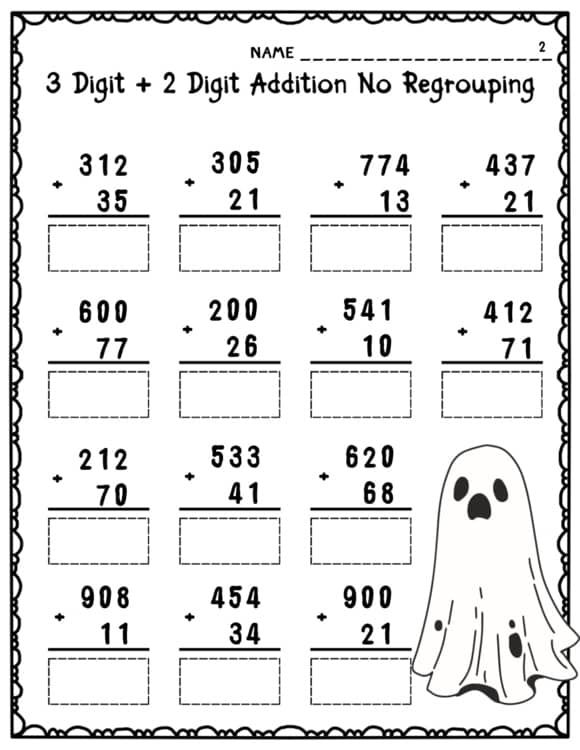 2
NAME ____________________
3 Digit + 2 Digit Addition No Regrouping
312 305 774 437
+ 35 + 21 + 13 + 21
600 200 541 412
+ 77 + 26 + 10 + 71
212 533 620
+ 70 + 41 + 68
908 454 900
+ 11 + 34 + 21